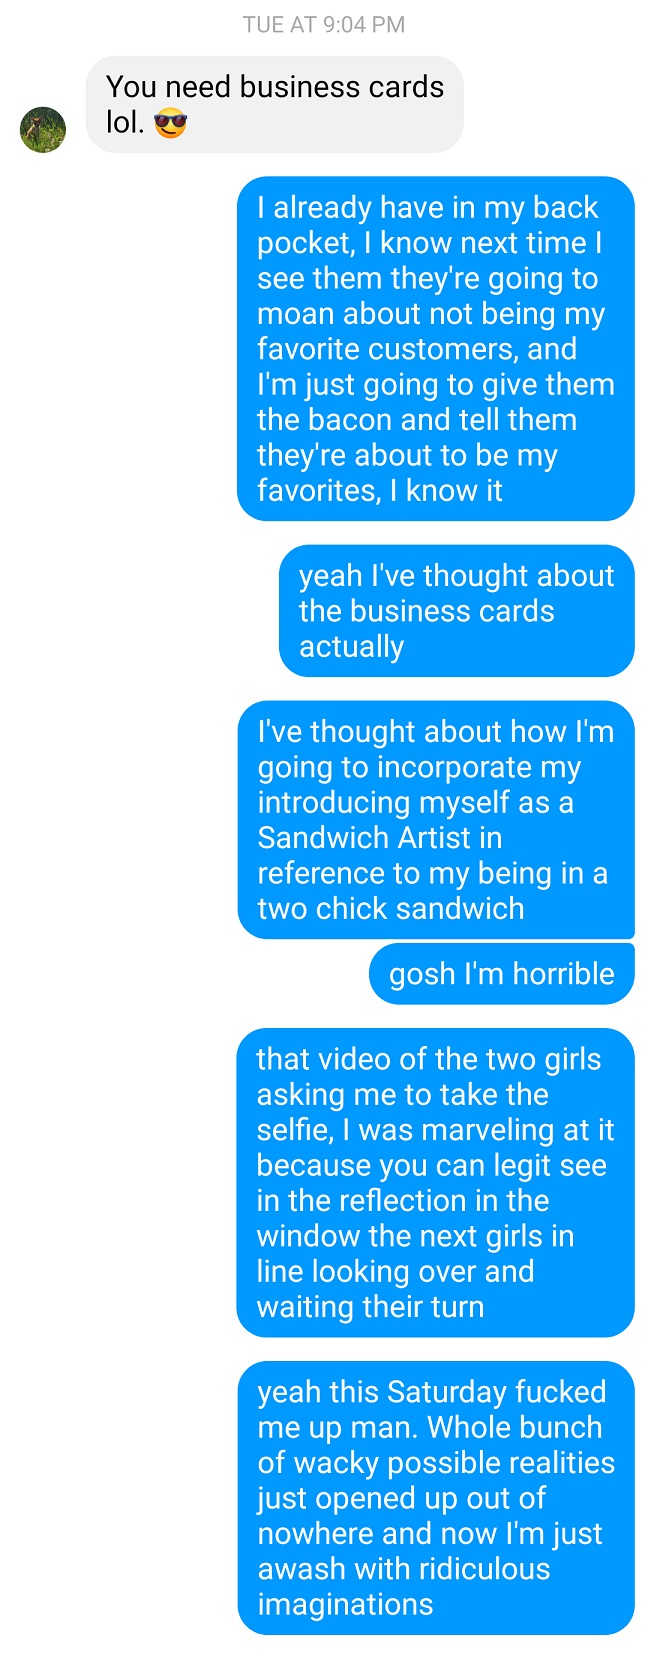 TUE AT 9:04 PM
You need business cards
lol. 😎
I already have in my back
pocket, I know next time I
see them they're going to
moan about not being my
favorite customers, and
I'm just going to give them
the bacon and tell them
they're about to be my
favorites, I know it
yeah I've thought about
the business cards
actually
I've thought about how I'm
going to incorporate my
introducing myself as a
Sandwich Artist in
reference to my being in a
two chick sandwich
gosh I'm horrible
that video of the two girls
asking me to take the
selfie, I was marveling at it
because you can legit see
in the reflection in the
window the next girls in
line looking over and
waiting their turn
yeah this Saturday fucked
me up man. Whole bunch
of wacky possible realities
just opened up out of
nowhere and now I'm just
awash with ridiculous
imaginations